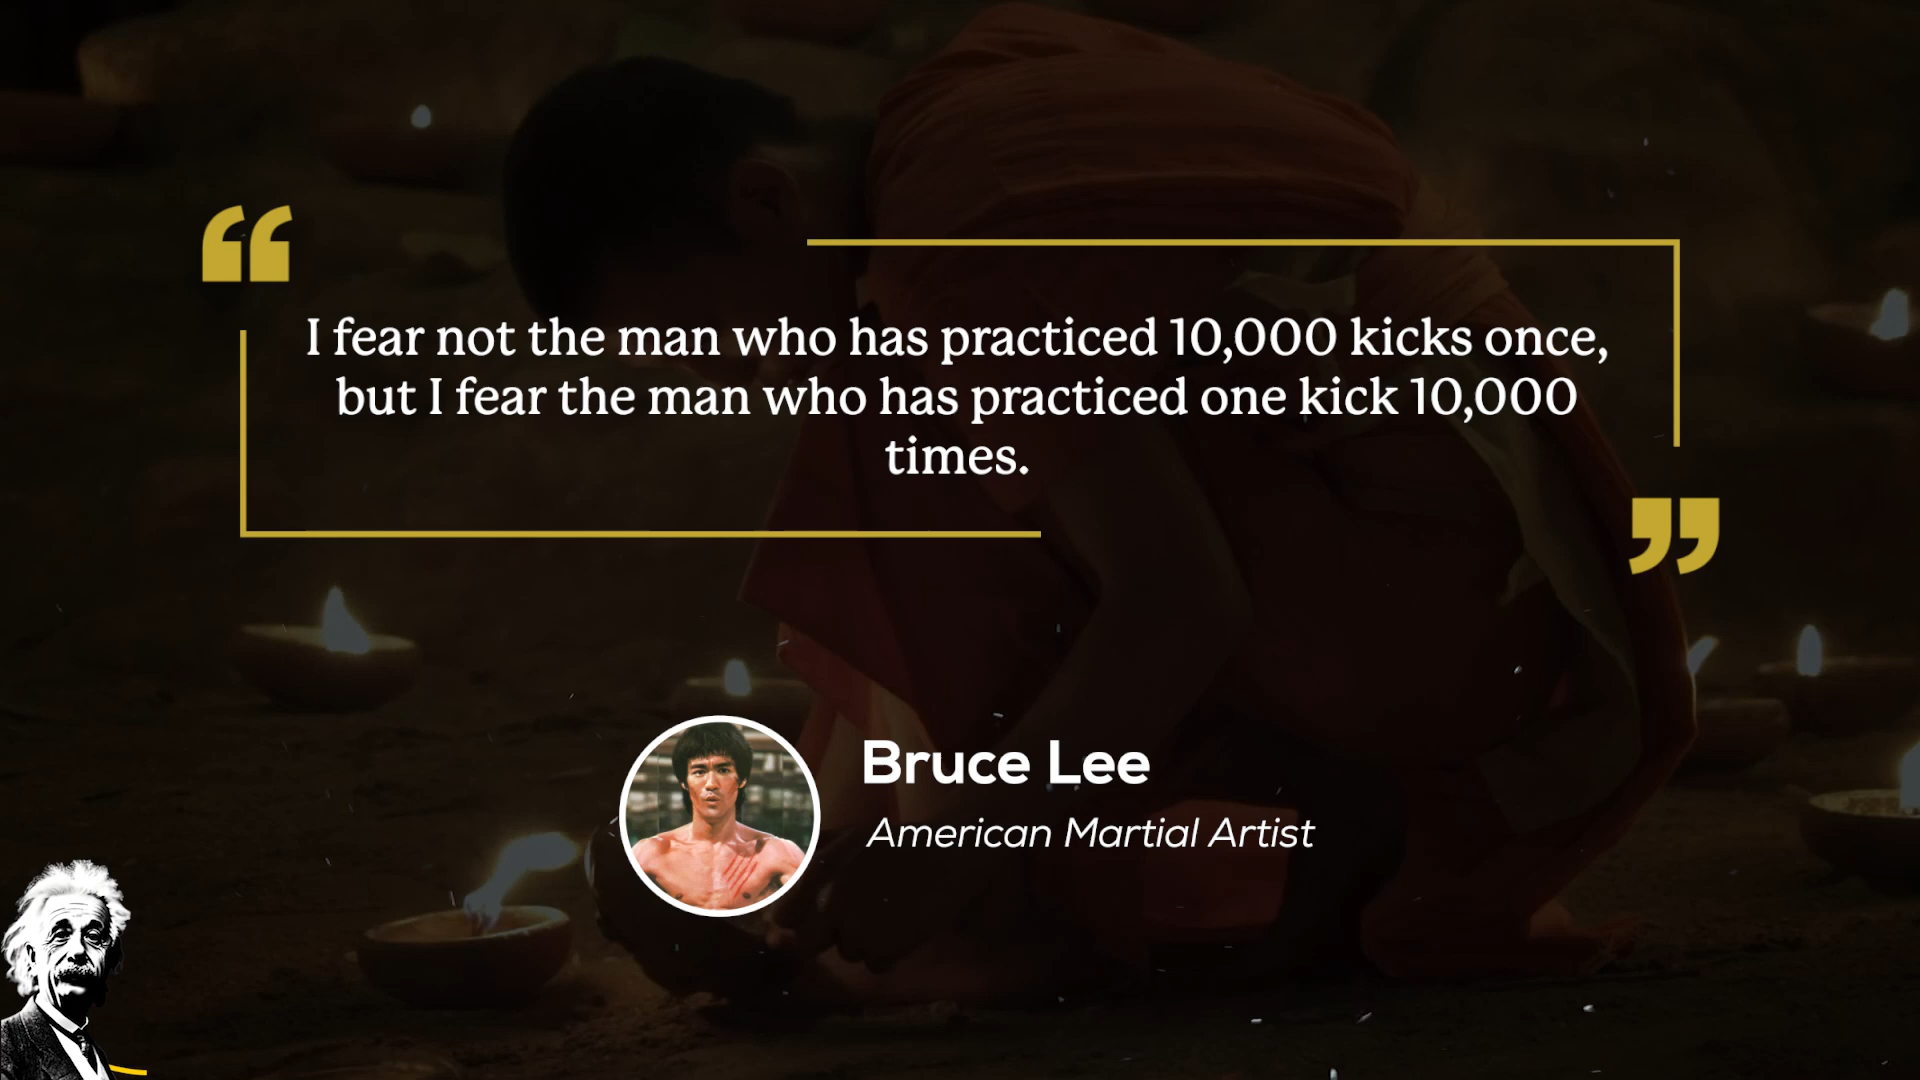 “
I fear not the man who has practiced 10,000 kicks once,
but I fear the man who has practiced one kick 10,000
times.
”
Bruce Lee
American Martial Artist